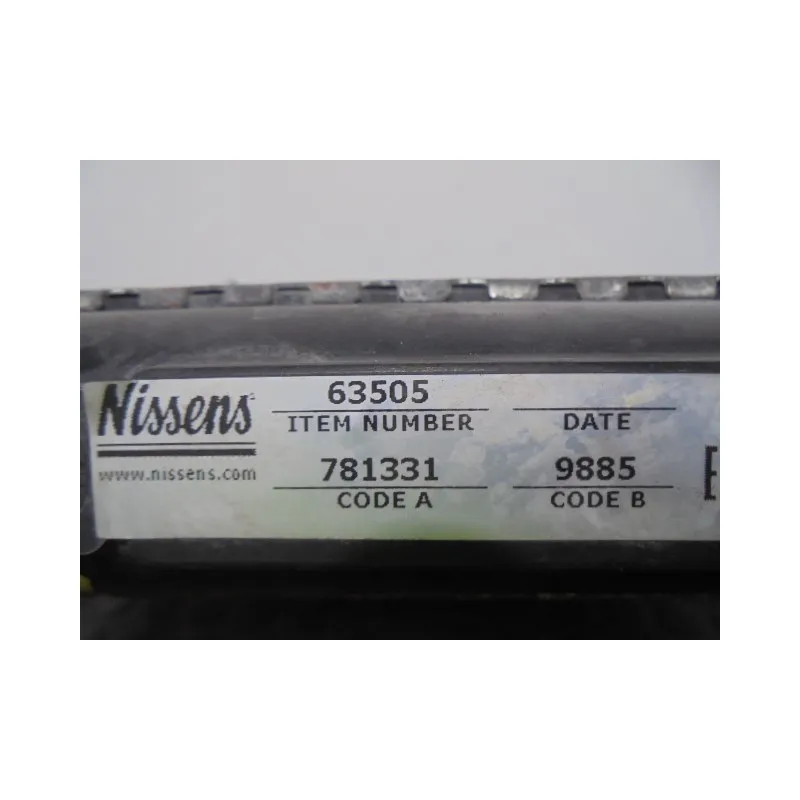 Nissens
www.nissens.com
63505
ITEM NUMBER
DATE
781331
9885
CODE A
CODE B